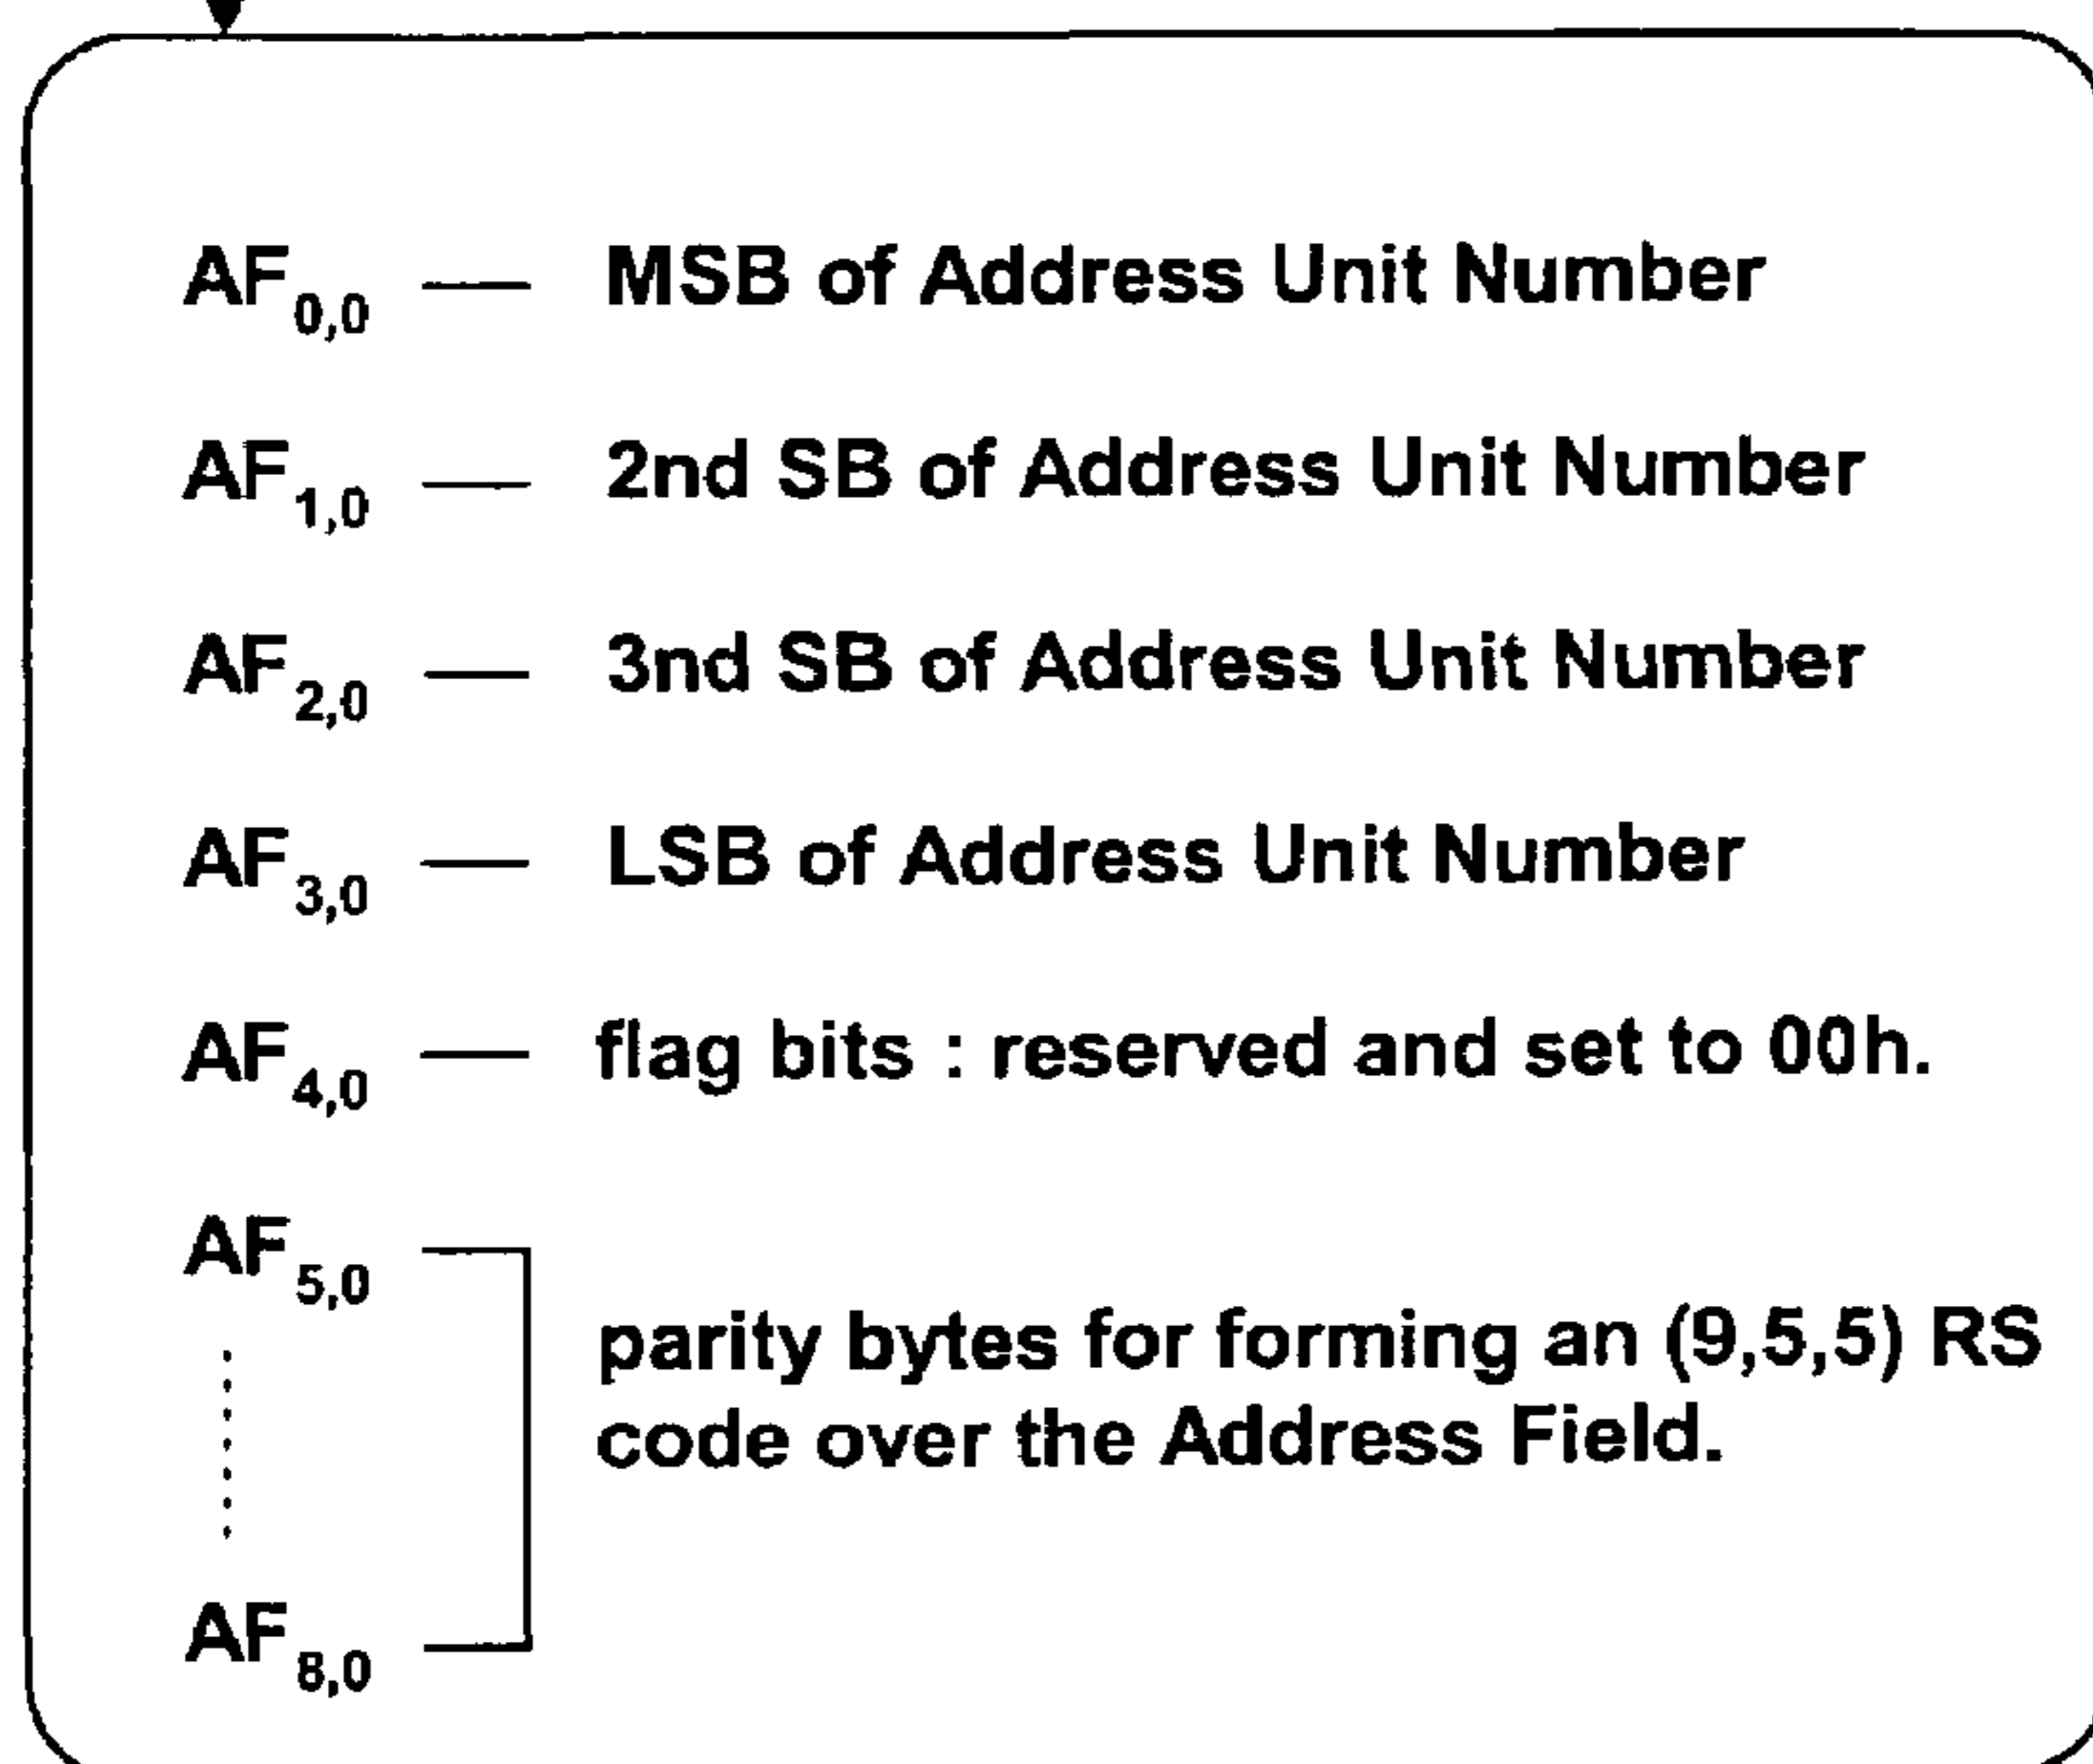 AF0,0 — MSB of Address Unit Number
AF1,0 — 2nd SB of Address Unit Number
AF2,0 — 3nd SB of Address Unit Number
AF3,0 — LSB of Address Unit Number
AF4,0 — flag bits : reserved and set to 00h.
AF5,0
parity bytes for forming an (9,5,5) RS
code over the Address Field.
AF8,0